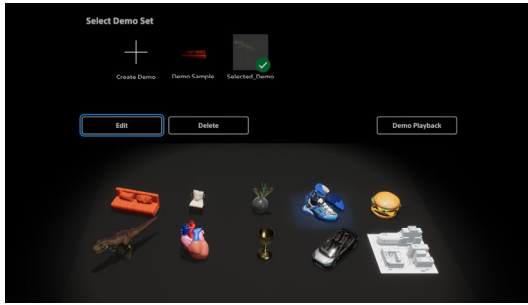 Select Demo Set
Create Demo
Demo Sample
Selected_Demo
Edit
Delete
Demo Playback